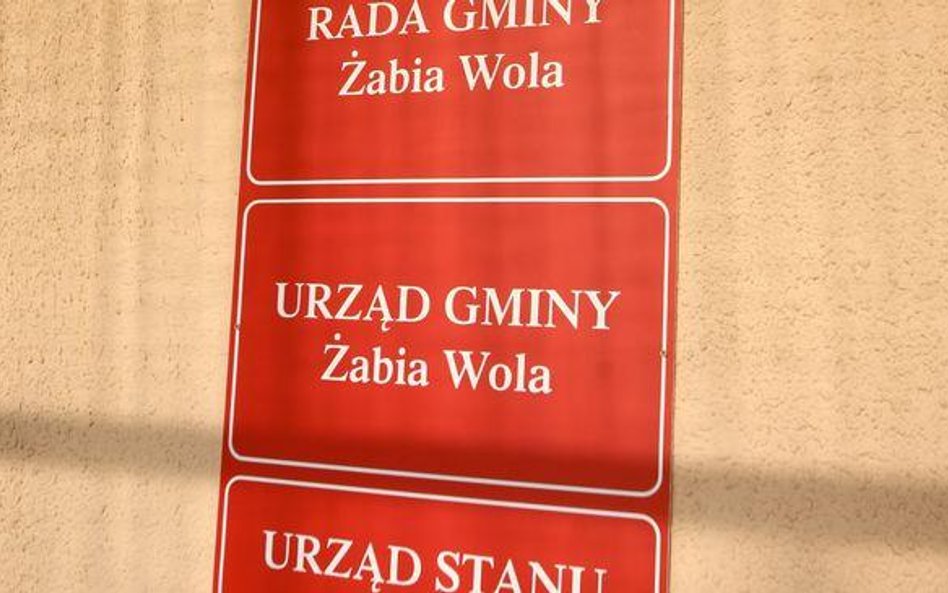 RADA GMINY
Żabia Wola
URZĄD GMINY
Żabia Wola
URZĄD STANU